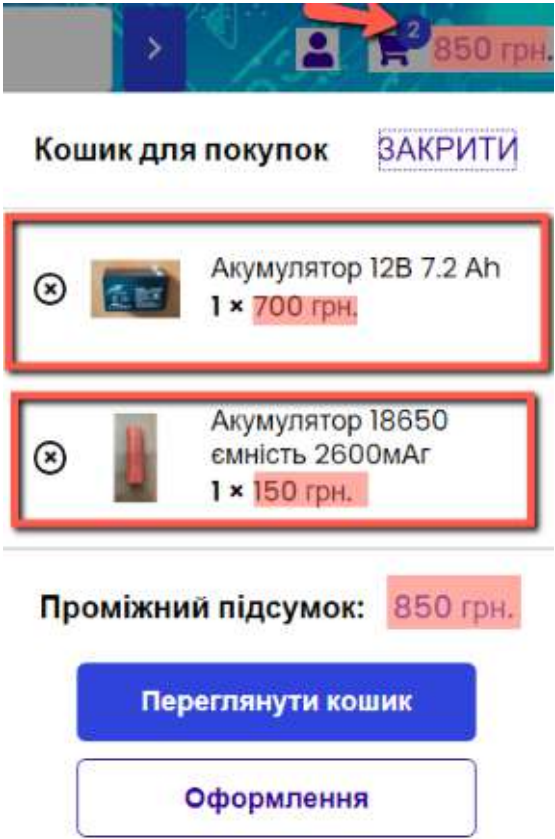 2
850 грн.
Кошик для покупок ЗАКРИТИ
Акумулятор 12В 7.2 Ah
1 × 700 грн.
Акумулятор 18650
ємність 2600мАг
1 × 150 грн.
Проміжний підсумок: 850 грн.
Переглянути кошик
Оформлення